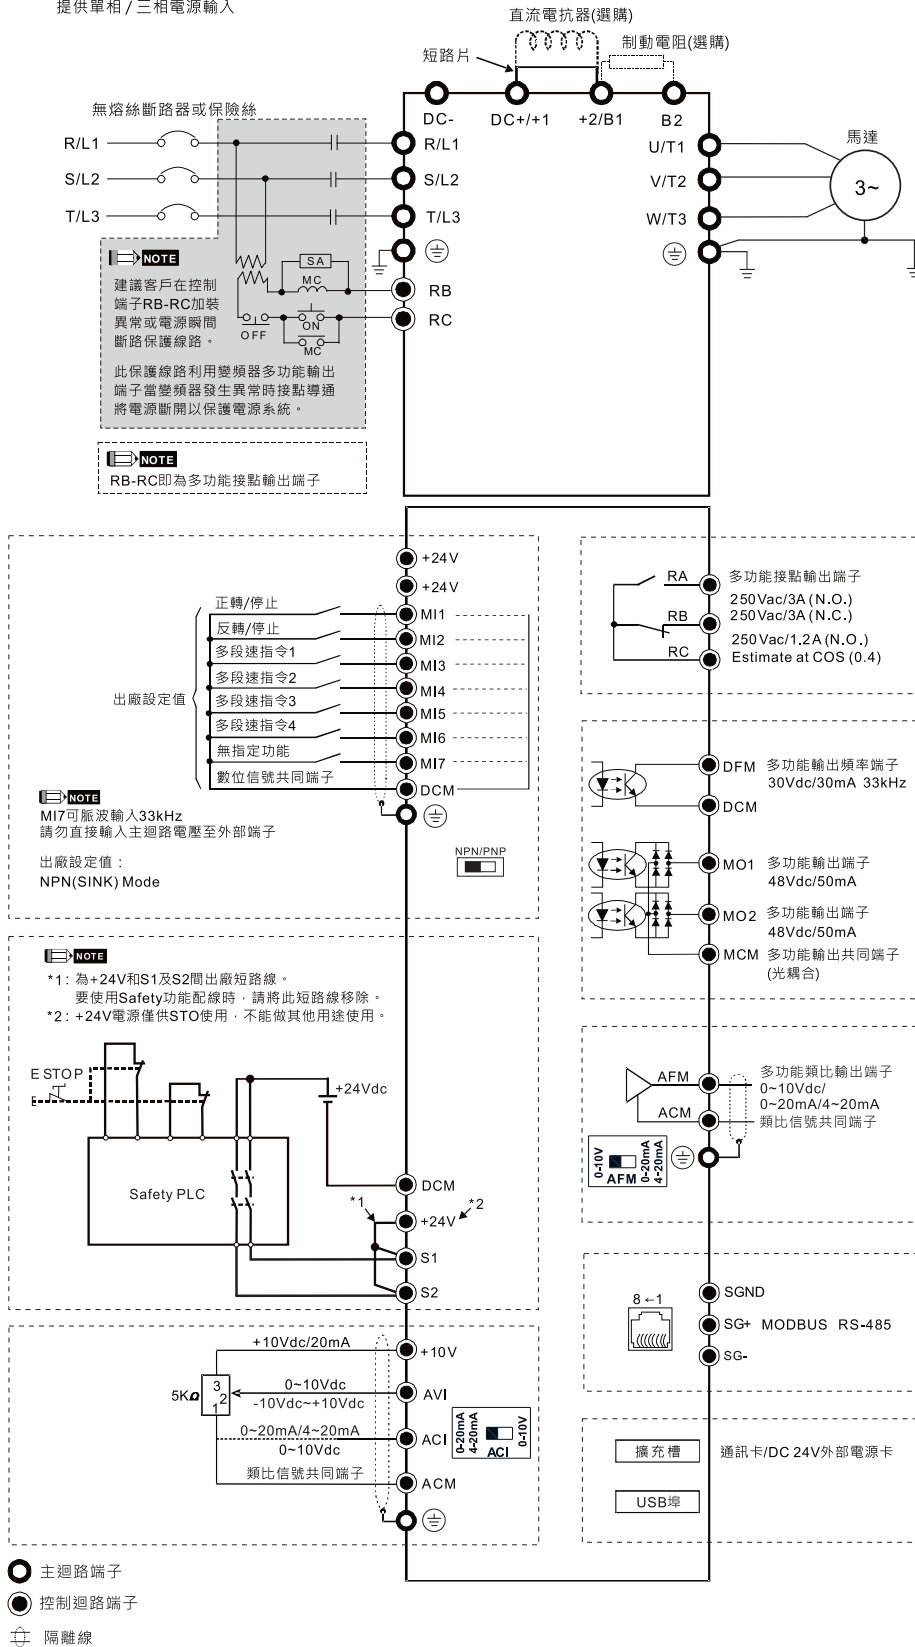 提供單相 / 三相電源輸入
直流電抗器(選購)
短路片
制動電阻(選購)
DC-
DC+/+1
+2/B1
B2
無熔絲斷路器或保險絲
R/L1
R/L1
U/T1
馬達
S/L2
S/L2
V/T2
3~
T/L3
T/L3
W/T3
NOTE
建議客戶在控制
端子RB-RC加裝
異常或電源瞬間
斷路保護線路。
SA
MC
RB
OFF
ON
RC
MC
此保護線路利用變頻器多功能輸出
端子當變頻器發生異常時接點導通
將電源斷開以保護電源系統。
NOTE
RB-RC即為多功能接點輸出端子
+24V
+24V
出廠設定值
正轉/停止
MI1
反轉/停止
MI2
多段速指令1
MI3
多段速指令2
MI4
多段速指令3
MI5
多段速指令4
MI6
無指定功能
MI7
數位信號共同端子
DCM
NOTE
MI7可脈波輸入33kHz
請勿直接輸入主迴路電壓至外部端子
出廠設定值：
NPN(SINK) Mode
NPN/PNP
RA
多功能接點輸出端子
250Vac/3A (N.O.)
RB
250Vac/3A (N.C.)
250Vac/1.2A (N.O.)
RC
Estimate at COS (0.4)
DFM
多功能輸出頻率端子
30Vdc/30mA 33kHz
DCM
MO1
多功能輸出端子
48Vdc/50mA
MO2
多功能輸出端子
48Vdc/50mA
MCM
多功能輸出共同端子
(光耦合)
NOTE
*1: 為+24V和S1及S2間出廠短路線。
要使用Safety功能配線時，請將此短路線移除。
*2: +24V電源僅供STO使用，不能做其他用途使用。
ESTOP
+24Vdc
Safety PLC
DCM
*1
+24V
*2
S1
S2
AFM
多功能類比輸出端子
0~10Vdc/
0~20mA/4~20mA
ACM
類比信號共同端子
0-10V
AFM
0-20mA
4-20mA
8←1
SGND
SG+
MODBUS RS-485
SG-
+10Vdc/20mA
+10V
5KΩ
3
2
1
0~10Vdc
-10Vdc~+10Vdc
AVI
0~20mA/4~20mA
0~10Vdc
ACI
0-20mA
4-20mA
ACI
0-10V
類比信號共同端子
ACM
擴充槽
通訊卡/DC 24V外部電源卡
USB埠
主迴路端子
控制迴路端子
隔離線